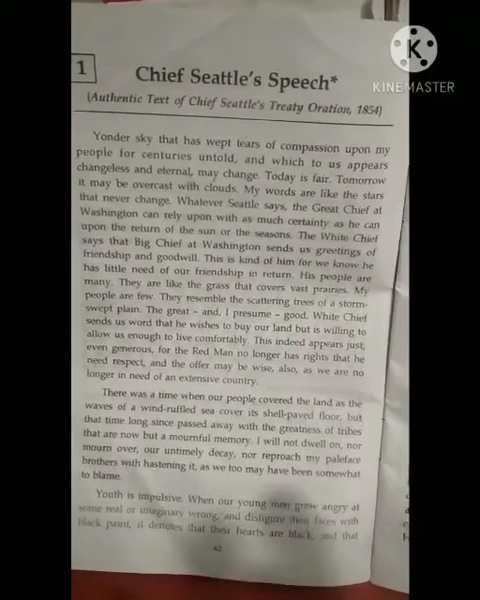 K
KINEMASTER
1
Chief Seattle's Speech*
(Authentic Text of Chief Seattle's Treaty Oration, 1854)
Yonder sky that has wept tears of compassion upon my
people for centuries untold, and which to us appears
changeless and eternal, may change. Today is fair. Tomorrow
it may be overcast with clouds. My words are like the stars
that never change. Whatever Seattle says, the Great Chief at
Washington can rely upon with as much certainty as he can
upon the return of the sun or the seasons. The White Chief
says that Big Chief at Washington sends us greetings of
friendship and goodwill. This is kind of him for we know he
has little need of our friendship in return. His people are
many. They are like the grass that covers vast prairies. My
people are few. They resemble the scattering trees of a storm-
swept plain. The great – and, I presume – good, White Chief
sends us word that he wishes to buy our land but is willing to
allow us enough to live comfortably. This indeed appears just,
even generous, for the Red Man no longer has rights that he
need respect, and the offer may be wise, also, as we are no
longer in need of an extensive country.
There was a time when our people covered the land as the
waves of a wind-ruffled sea cover its shell-paved floor, but
that time long since passed away with the greatness of tribes
that are now but a mournful memory. I will not dwell on, nor
mourn over, our untimely decay, nor reproach my paleface
brothers with hastening it, as we too may have been somewhat
to blame.
Youth is impulsive. When our young men grow angry at
some real or imaginary wrong, and disfigure their faces with
black paint, it denotes that their hearts are black, and that
42